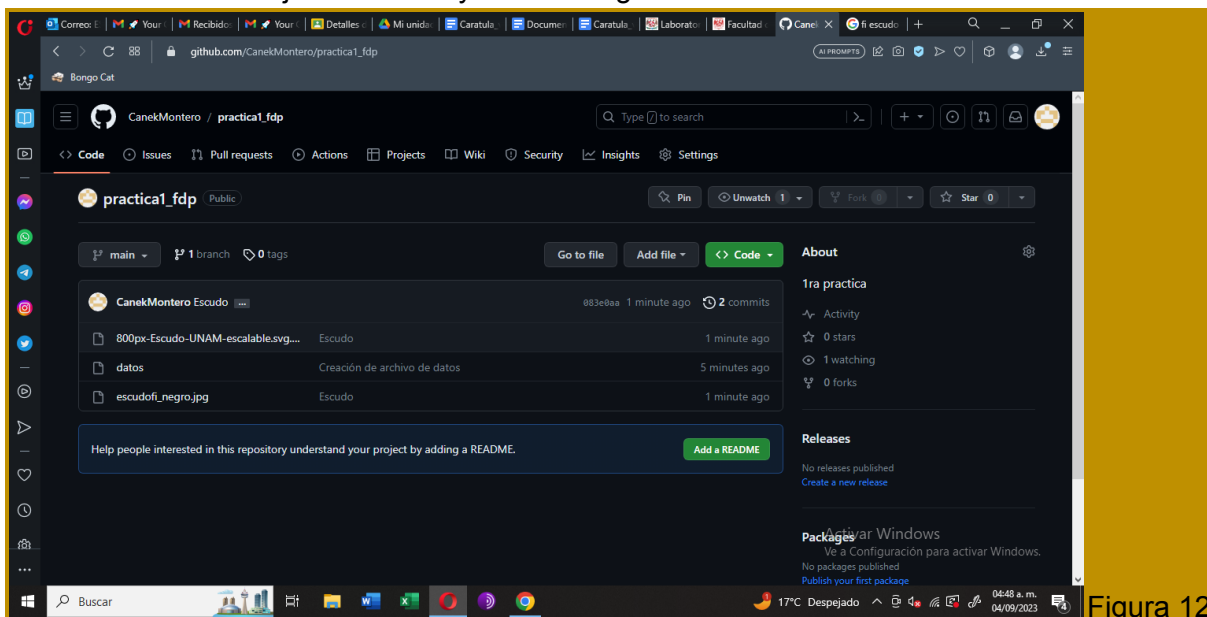 Correo: E
Your
Recibido:
Your C
Detalles
Mi unida
Caratula_
Documen
Caratula_
Laborato
Facultad
Canek
fi escudo
github.com/CanekMontero/practica1_fdp
AI PROMPTS
Bongo Cat
CanekMontero / practica1_fdp
Type / to search
Code Issues Pull requests Actions Projects Wiki Security Insights Settings
practica1_fdp Public
Pin Unwatch 1 Fork 0 Star 0
main 1 branch 0 tags
Go to file Add file Code
CanekMontero Escudo ... 083e0aa 1 minute ago 2 commits
800px-Escudo-UNAM-escalable.svg.... Escudo 1 minute ago
datos Creación de archivo de datos 5 minutes ago
escudofi_negro.jpg Escudo 1 minute ago
Help people interested in this repository understand your project by adding a README. Add a README
About
1ra practica
Activity
0 stars
1 watching
0 forks
Releases
No releases published
Create a new release
Packages
No packages published
Publish your first package
Activar Windows
Ve a Configuración para activar Windows.
Buscar
17°C Despejado
04:48 a. m.
04/09/2023
4
Figura 12